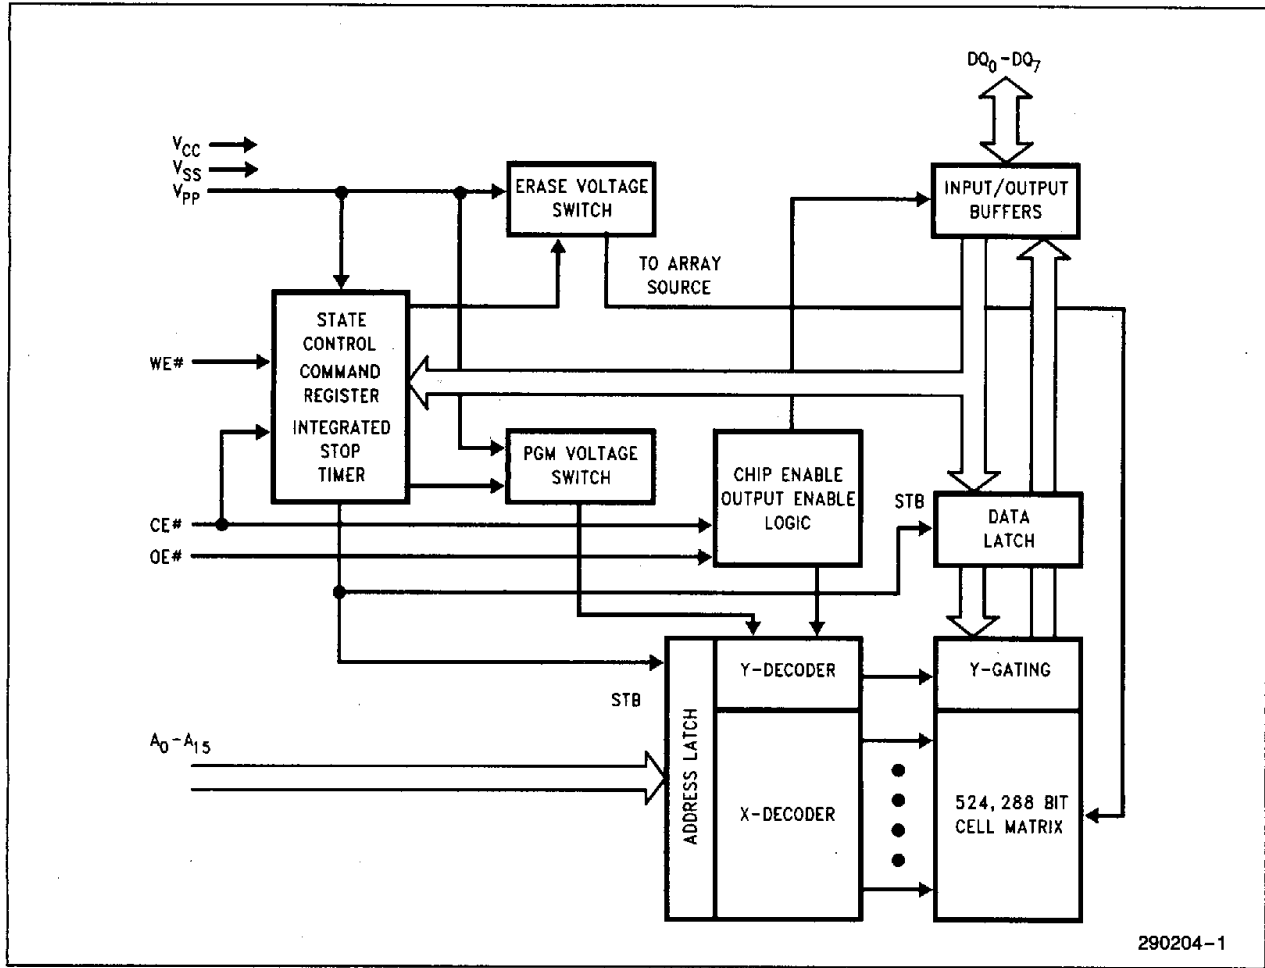 DQ0-DQ7
VCC
VSS
VPP
ERASE VOLTAGE
SWITCH
INPUT/OUTPUT
BUFFERS
TO ARRAY
SOURCE
STATE
CONTROL
COMMAND
REGISTER
INTEGRATED
STOP
TIMER
WE#
PGM VOLTAGE
SWITCH
CHIP ENABLE
OUTPUT ENABLE
LOGIC
STB
DATA
LATCH
CE#
OE#
Y-DECODER
Y-GATING
STB
ADDRESS LATCH
A0-A15
X-DECODER
524,288 BIT
CELL MATRIX
290204-1